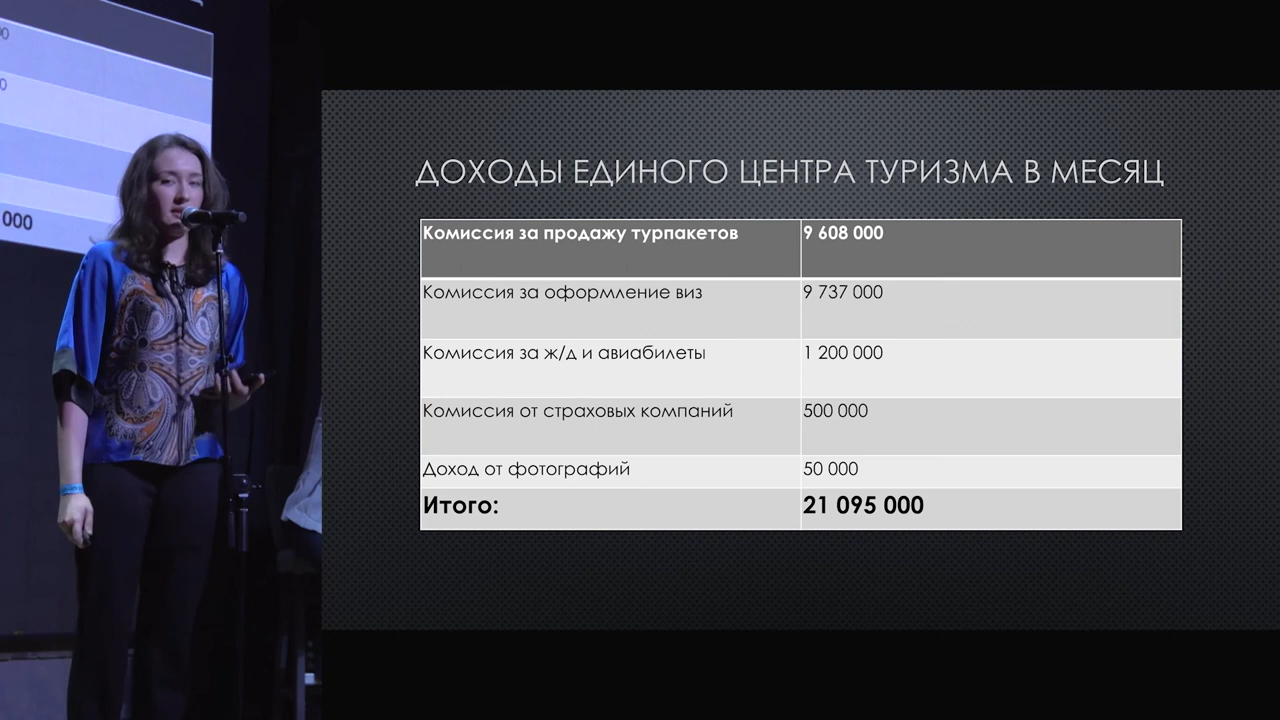 ДОХОДЫ ЕДИНОГО ЦЕНТРА ТУРИЗМА В МЕСЯЦ
Комиссия за продажу турпакетов 9 608 000
Комиссия за оформление виз 9 737 000
Комиссия за ж/д и авиабилеты 1 200 000
Комиссия от страховых компаний 500 000
Доход от фотографий 50 000
Итого: 21 095 000
000